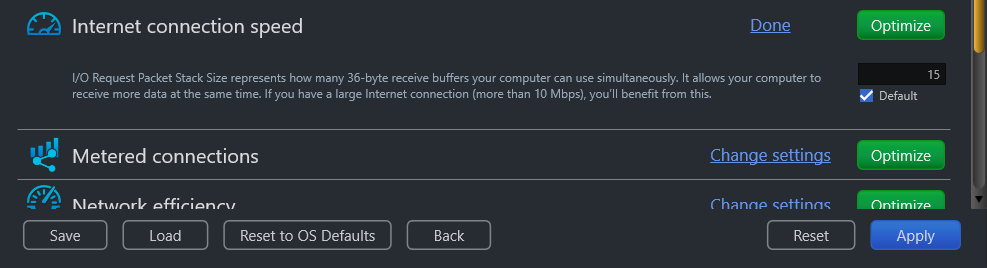 Internet connection speed Done Optimize
I/O Request Packet Stack Size represents how many 36-byte receive buffers your computer can use simultaneously. It allows your computer to 15
receive more data at the same time. If you have a large Internet connection (more than 10 Mbps), you'll benefit from this. Default
Metered connections Change settings Optimize
Network efficiency Change settings Optimize
Save Load Reset to OS Defaults Back Reset Apply